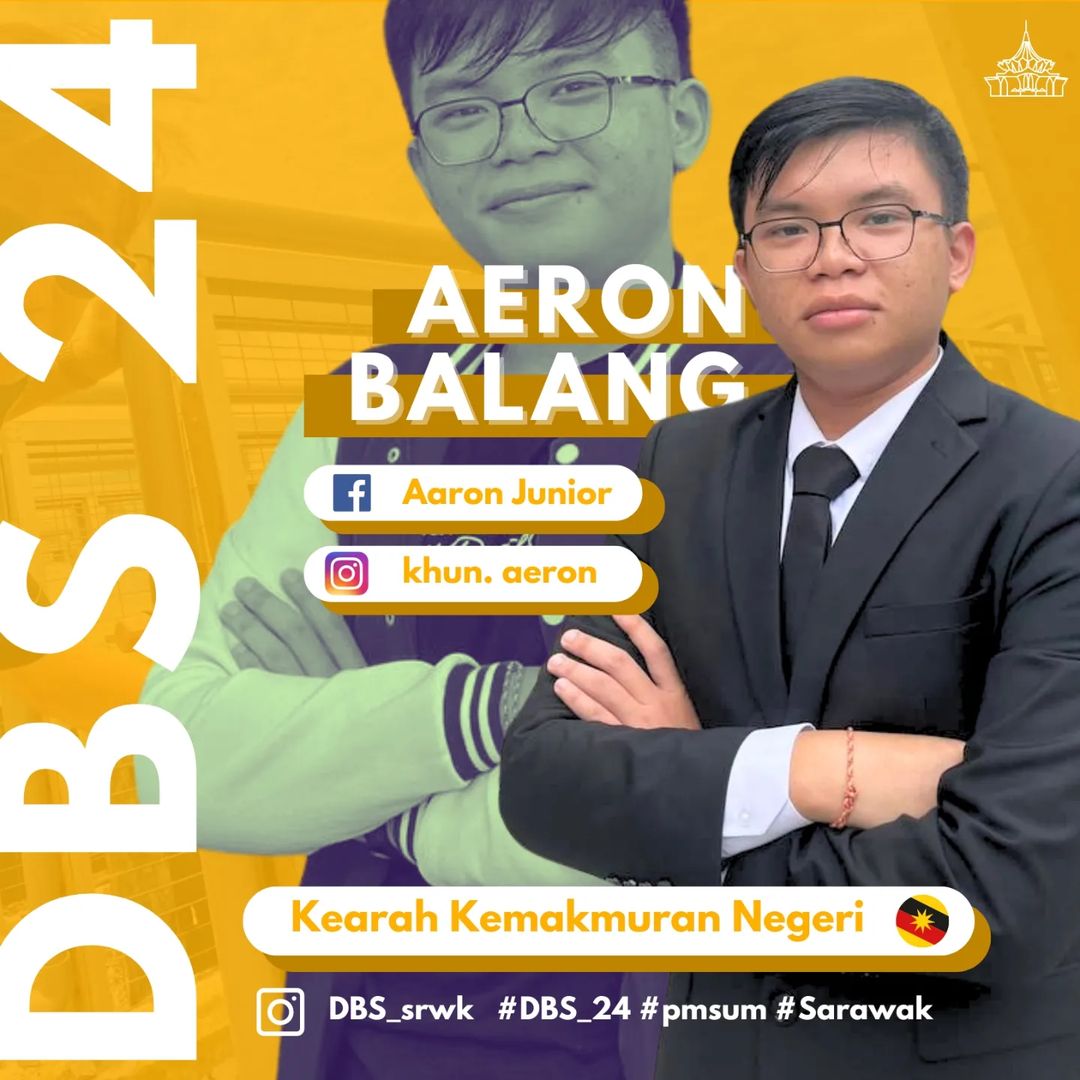 DBS 24
AERON
BALANG
Aaron Junior
khun. aeron
Kearah Kemakmuran Negeri
DBS_srwk #DBS_24 #pmsum #Sarawak